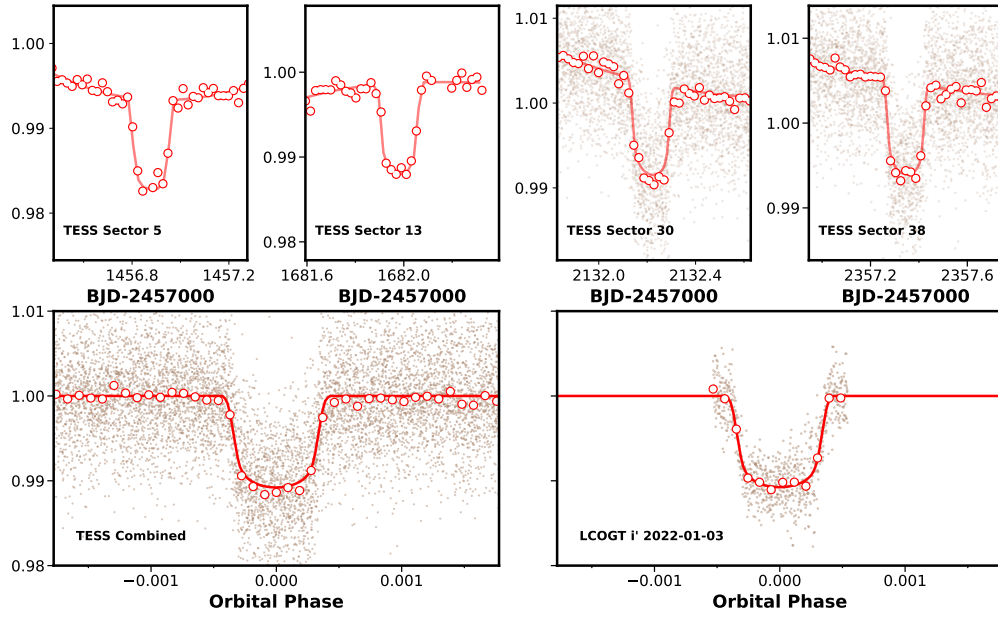 1.00
0.99
0.98
TESS Sector 5
1456.8
1457.2
BJD-2457000
1.00
0.99
0.98
TESS Sector 13
1681.6
1682.0
BJD-2457000
1.01
1.00
0.99
TESS Sector 30
2132.0
2132.4
BJD-2457000
1.01
1.00
0.99
TESS Sector 38
2357.2
2357.6
BJD-2457000
1.01
1.00
0.99
0.98
TESS Combined
−0.001
0.000
0.001
Orbital Phase
LCOGT i' 2022-01-03
−0.001
0.000
0.001
Orbital Phase